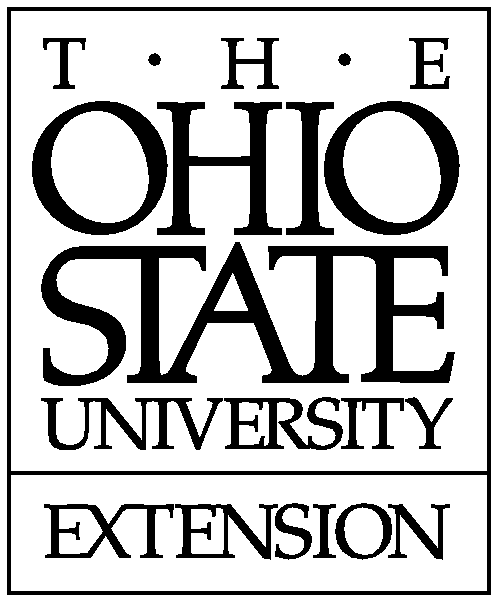 T · H · E
OHIO
STATE
UNIVERSITY
EXTENSION